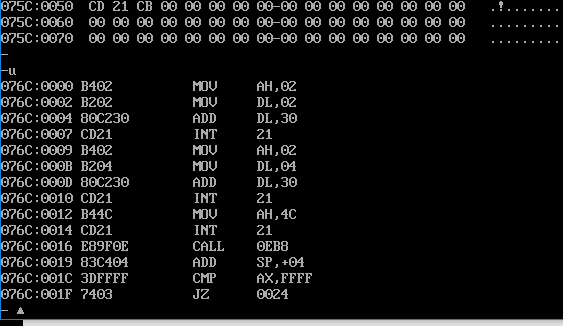 075C:0050  CD 21 CB 00 00 00 00 00-00 00 00 00 00 00 00 00   .!.......
075C:0060  00 00 00 00 00 00 00 00-00 00 00 00 00 00 00 00   .........
075C:0070  00 00 00 00 00 00 00 00-00 00 00 00 00 00 00 00   .........
-
-u
076C:0000 B402          MOV     AH,02
076C:0002 B202          MOV     DL,02
076C:0004 80C230        ADD     DL,30
076C:0007 CD21          INT     21
076C:0009 B402          MOV     AH,02
076C:000B B204          MOV     DL,04
076C:000D 80C230        ADD     DL,30
076C:0010 CD21          INT     21
076C:0012 B44C          MOV     AH,4C
076C:0014 CD21          INT     21
076C:0016 E89F0E        CALL    0EB8
076C:0019 83C404        ADD     SP,+04
076C:001C 3DFFFF        CMP     AX,FFFF
076C:001F 7403          JZ      0024
-